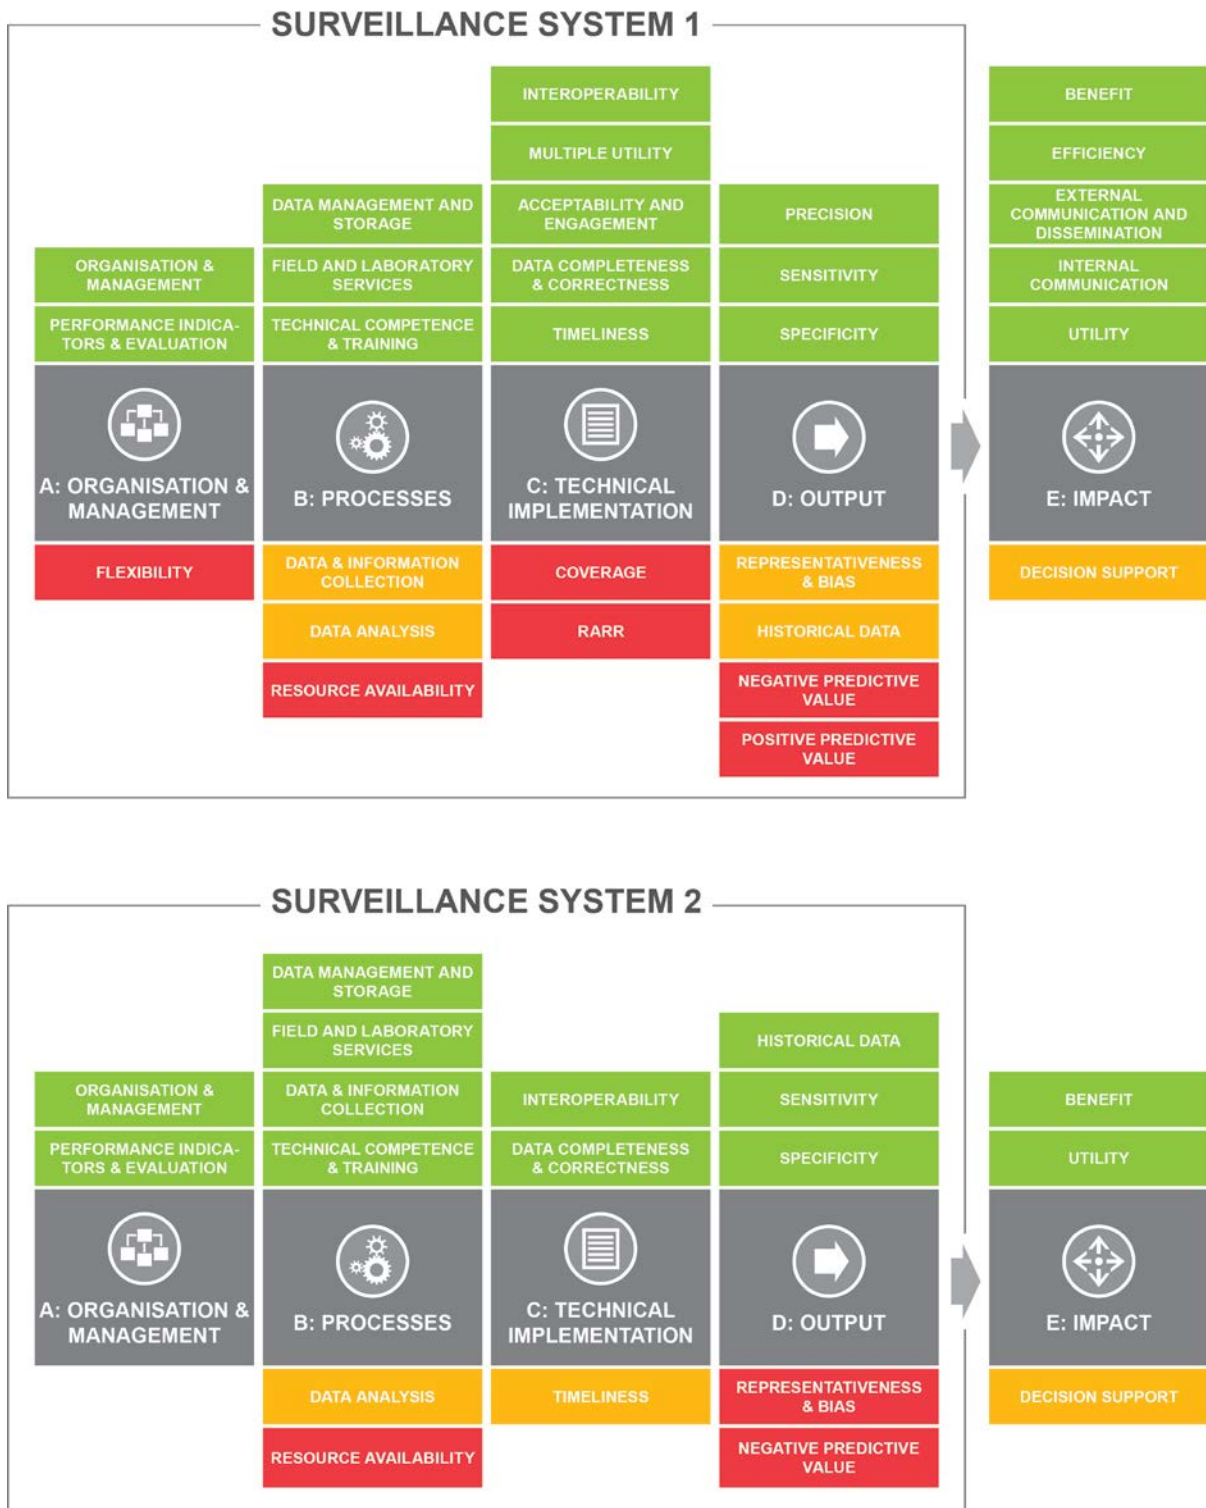 SURVEILLANCE SYSTEM 1
INTEROPERABILITY
BENEFIT
MULTIPLE UTILITY
EFFICIENCY
DATA MANAGEMENT AND
STORAGE
ACCEPTABILITY AND
ENGAGEMENT
PRECISION
EXTERNAL
COMMUNICATION AND
DISSEMINATION
ORGANISATION &
MANAGEMENT
FIELD AND LABORATORY
SERVICES
DATA COMPLETENESS
& CORRECTNESS
SENSITIVITY
INTERNAL
COMMUNICATION
PERFORMANCE INDICA-
TORS & EVALUATION
TECHNICAL COMPETENCE
& TRAINING
TIMELINESS
SPECIFICITY
UTILITY
A: ORGANISATION &
MANAGEMENT
B: PROCESSES
C: TECHNICAL
IMPLEMENTATION
D: OUTPUT
E: IMPACT
FLEXIBILITY
DATA & INFORMATION
COLLECTION
COVERAGE
REPRESENTATIVENESS
& BIAS
DECISION SUPPORT
DATA ANALYSIS
RARR
HISTORICAL DATA
RESOURCE AVAILABILITY
NEGATIVE PREDICTIVE
VALUE
POSITIVE PREDICTIVE
VALUE
SURVEILLANCE SYSTEM 2
DATA MANAGEMENT AND
STORAGE
FIELD AND LABORATORY
SERVICES
HISTORICAL DATA
ORGANISATION &
MANAGEMENT
DATA & INFORMATION
COLLECTION
INTEROPERABILITY
SENSITIVITY
BENEFIT
PERFORMANCE INDICA-
TORS & EVALUATION
TECHNICAL COMPETENCE
& TRAINING
DATA COMPLETENESS
& CORRECTNESS
SPECIFICITY
UTILITY
A: ORGANISATION &
MANAGEMENT
B: PROCESSES
C: TECHNICAL
IMPLEMENTATION
D: OUTPUT
E: IMPACT
DATA ANALYSIS
TIMELINESS
REPRESENTATIVENESS
& BIAS
DECISION SUPPORT
RESOURCE AVAILABILITY
NEGATIVE PREDICTIVE
VALUE